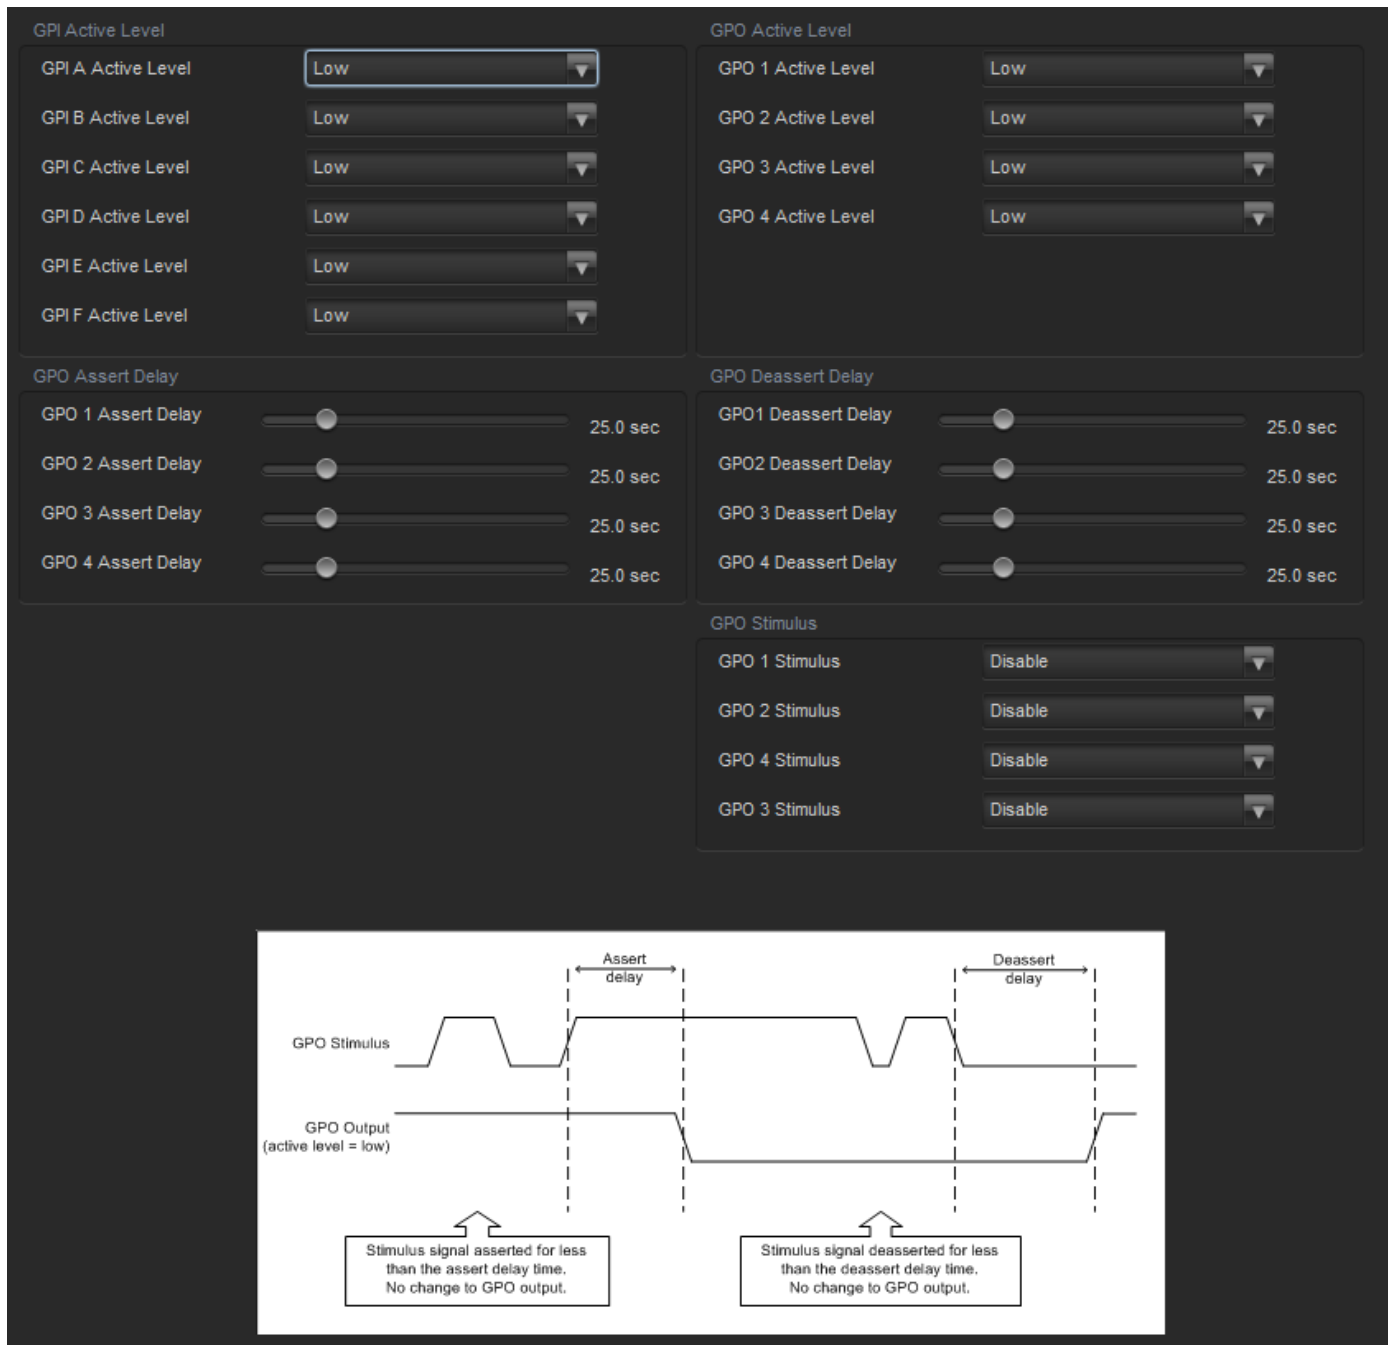 GPI Active Level
GPI A Active Level Low
GPI B Active Level Low
GPI C Active Level Low
GPI D Active Level Low
GPI E Active Level Low
GPI F Active Level Low
GPO Active Level
GPO 1 Active Level Low
GPO 2 Active Level Low
GPO 3 Active Level Low
GPO 4 Active Level Low
GPO Assert Delay
GPO 1 Assert Delay 25.0 sec
GPO 2 Assert Delay 25.0 sec
GPO 3 Assert Delay 25.0 sec
GPO 4 Assert Delay 25.0 sec
GPO Deassert Delay
GPO1 Deassert Delay 25.0 sec
GPO2 Deassert Delay 25.0 sec
GPO 3 Deassert Delay 25.0 sec
GPO 4 Deassert Delay 25.0 sec
GPO Stimulus
GPO 1 Stimulus Disable
GPO 2 Stimulus Disable
GPO 4 Stimulus Disable
GPO 3 Stimulus Disable
Assert
delay
Deassert
delay
GPO Stimulus
GPO Output
(active level = low)
Stimulus signal asserted for less
than the assert delay time.
No change to GPO output.
Stimulus signal deasserted for less
than the deassert delay time.
No change to GPO output.